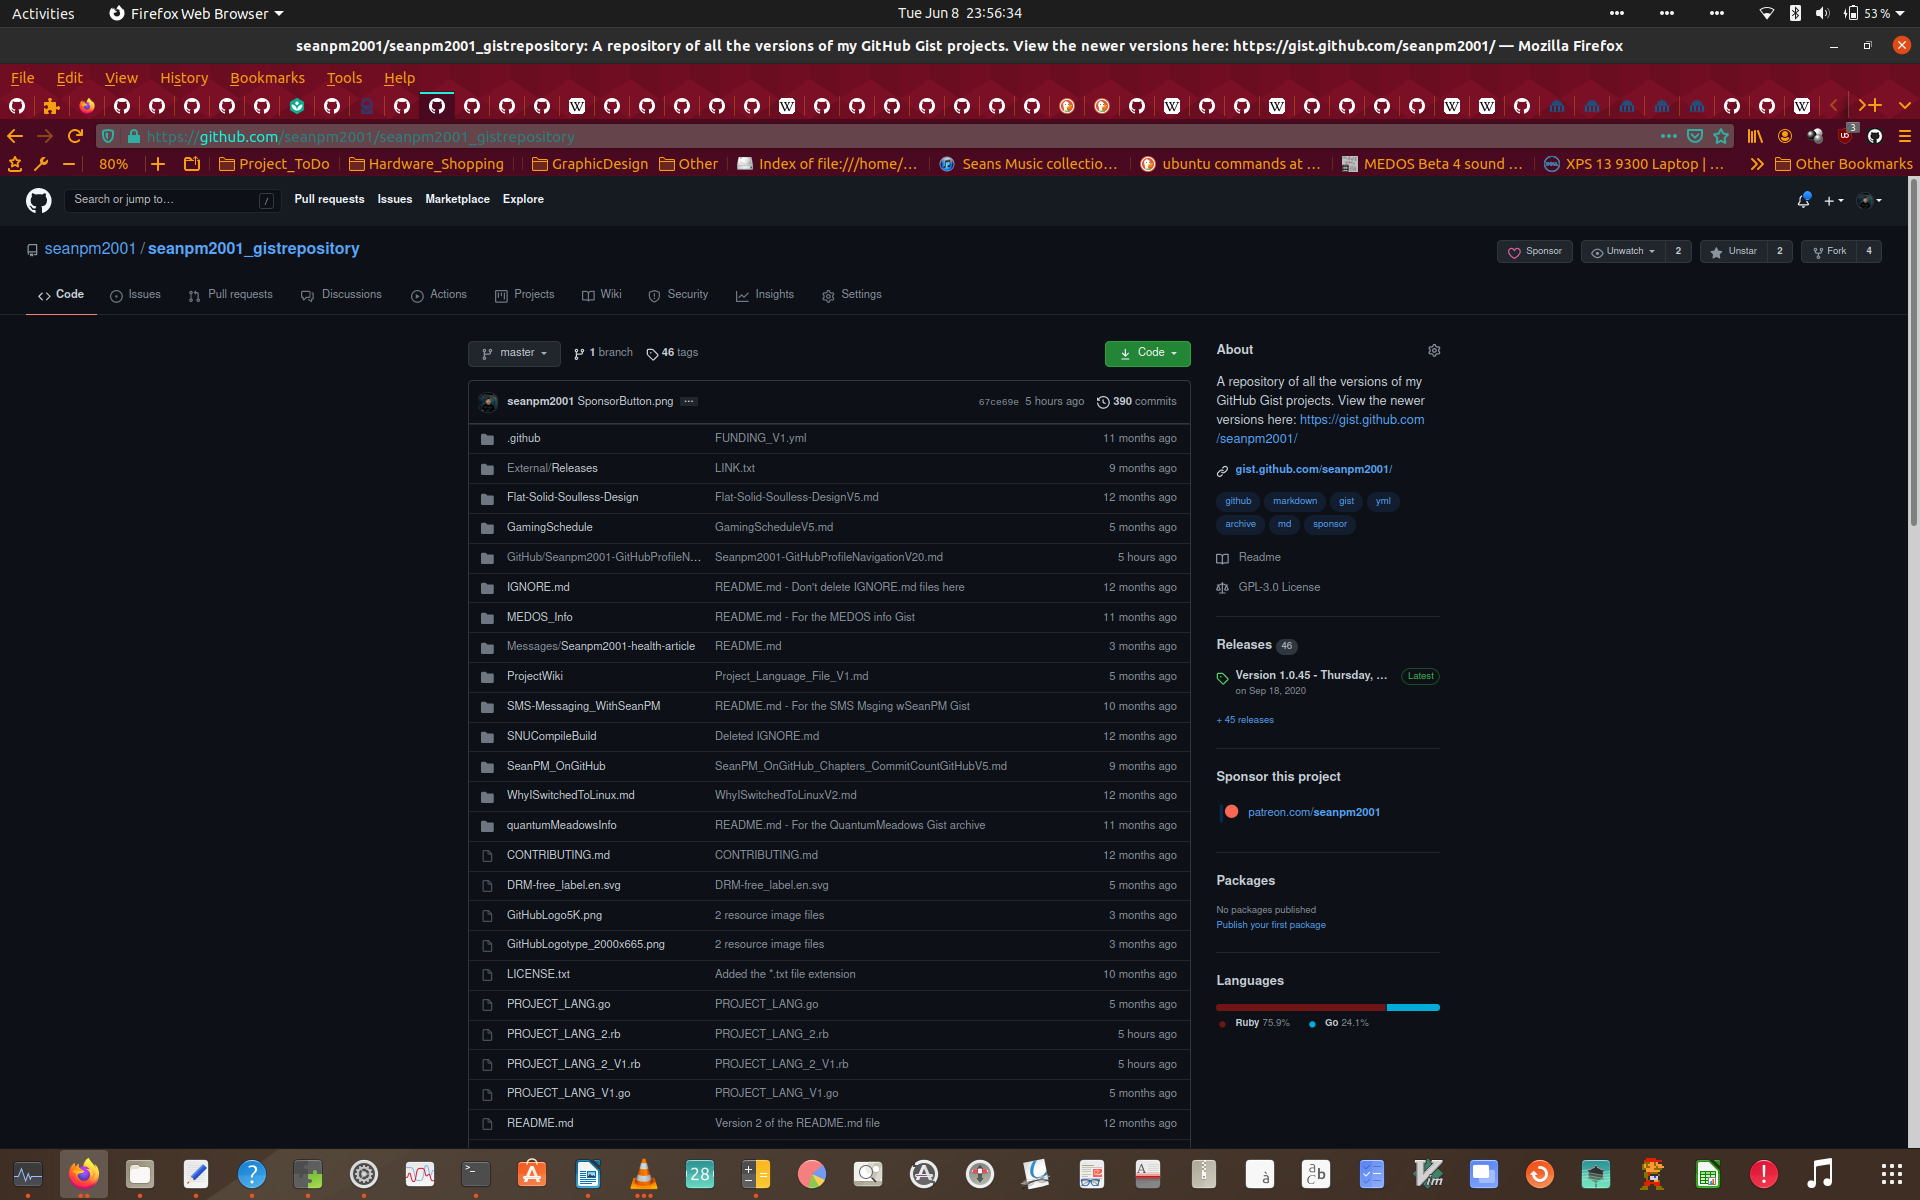 Activities Firefox Web Browser Tue Jun 8 23:56:34 53 %
seanpm2001/seanpm2001_gistrepository: A repository of all the versions of my GitHub Gist projects. View the newer versions here: https://gist.github.com/seanpm2001/ — Mozilla Firefox
File Edit View History Bookmarks Tools Help
https://github.com/seanpm2001/seanpm2001_gistrepository 3
80% Project_ToDo Hardware_Shopping GraphicDesign Other Index of file:///home/… Seans Music collectio… ubuntu commands at … MEDOS Beta 4 sound … XPS 13 9300 Laptop | … Other Bookmarks
Search or jump to… / Pull requests Issues Marketplace Explore
seanpm2001 / seanpm2001_gistrepository Sponsor Unwatch 2 Unstar 2 Fork 4
Code Issues Pull requests Discussions Actions Projects Wiki Security Insights Settings
master 1 branch 46 tags Code
seanpm2001 SponsorButton.png ··· 67ce69e 5 hours ago 390 commits
.github FUNDING_V1.yml 11 months ago
External/Releases LINK.txt 9 months ago
Flat-Solid-Soulless-Design Flat-Solid-Soulless-DesignV5.md 12 months ago
GamingSchedule GamingScheduleV5.md 5 months ago
GitHub/Seanpm2001-GitHubProfileN… Seanpm2001-GitHubProfileNavigationV20.md 5 hours ago
IGNORE.md README.md - Don't delete IGNORE.md files here 12 months ago
MEDOS_Info README.md - For the MEDOS info Gist 11 months ago
Messages/Seanpm2001-health-article README.md 3 months ago
ProjectWiki Project_Language_File_V1.md 5 months ago
SMS-Messaging_WithSeanPM README.md - For the SMS Msging wSeanPM Gist 10 months ago
SNUCompileBuild Deleted IGNORE.md 12 months ago
SeanPM_OnGitHub SeanPM_OnGitHub_Chapters_CommitCountGitHubV5.md 9 months ago
WhyISwitchedToLinux.md WhyISwitchedToLinuxV2.md 12 months ago
quantumMeadowsInfo README.md - For the QuantumMeadows Gist archive 11 months ago
CONTRIBUTING.md CONTRIBUTING.md 12 months ago
DRM-free_label.en.svg DRM-free_label.en.svg 5 months ago
GitHubLogo5K.png 2 resource image files 3 months ago
GitHubLogotype_2000x665.png 2 resource image files 3 months ago
LICENSE.txt Added the *.txt file extension 10 months ago
PROJECT_LANG.go PROJECT_LANG.go 5 months ago
PROJECT_LANG_2.rb PROJECT_LANG_2.rb 5 hours ago
PROJECT_LANG_2_V1.rb PROJECT_LANG_2_V1.rb 5 hours ago
PROJECT_LANG_V1.go PROJECT_LANG_V1.go 5 months ago
README.md Version 2 of the README.md file 12 months ago
About
A repository of all the versions of my
GitHub Gist projects. View the newer
versions here: https://gist.github.com
/seanpm2001/
gist.github.com/seanpm2001/
github markdown gist yml
archive md sponsor
Readme
GPL-3.0 License
Releases 46
Version 1.0.45 - Thursday, … Latest
on Sep 18, 2020
+ 45 releases
Sponsor this project
patreon.com/seanpm2001
Packages
No packages published
Publish your first package
Languages
Ruby 75.9% Go 24.1%
28